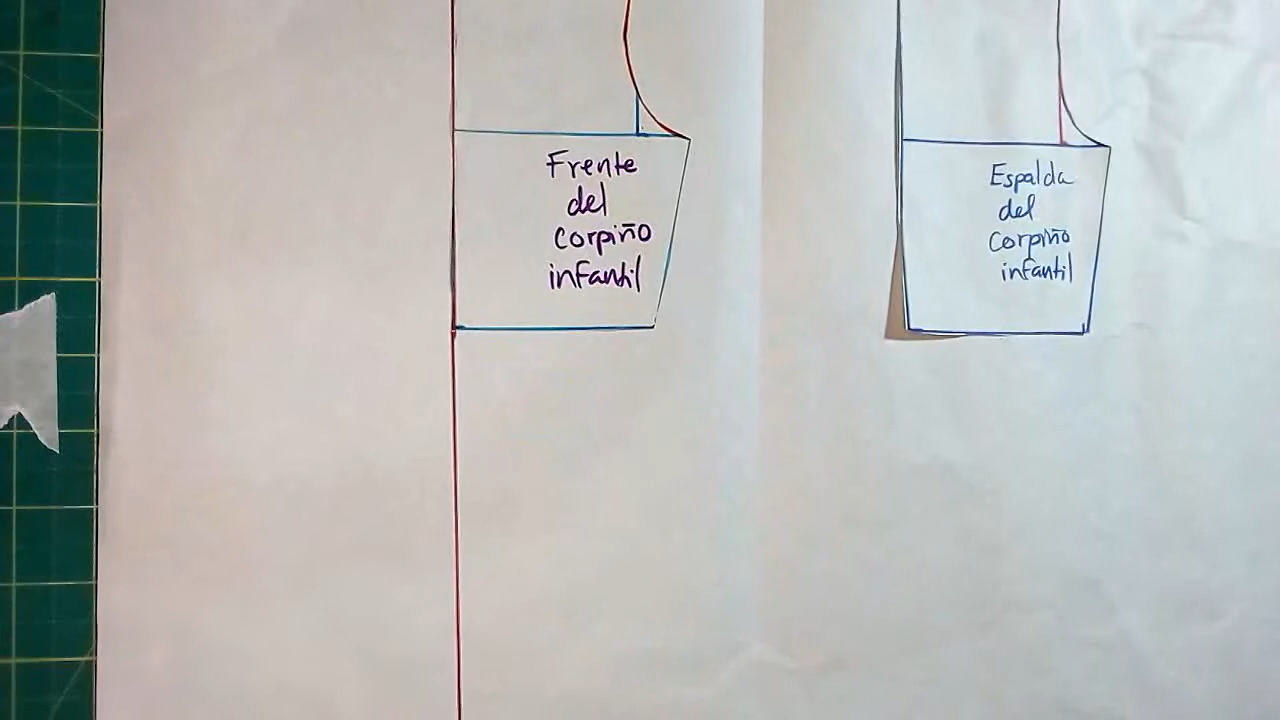 Frente
del
corpiño
infantil
Espalda
del
Corpiño
infantil